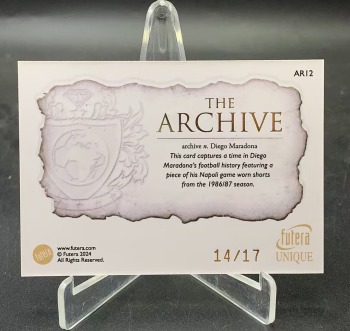 AR12
THE
ARCHIVE
archive n. Diego Maradona
This card captures a time in Diego
Maradona's football history featuring a
piece of his Napoli game worn shorts
from the 1986/87 season.
futera
www.futera.com
© Futera 2024
All Rights Reserved.
14/17
futera
UNIQUE